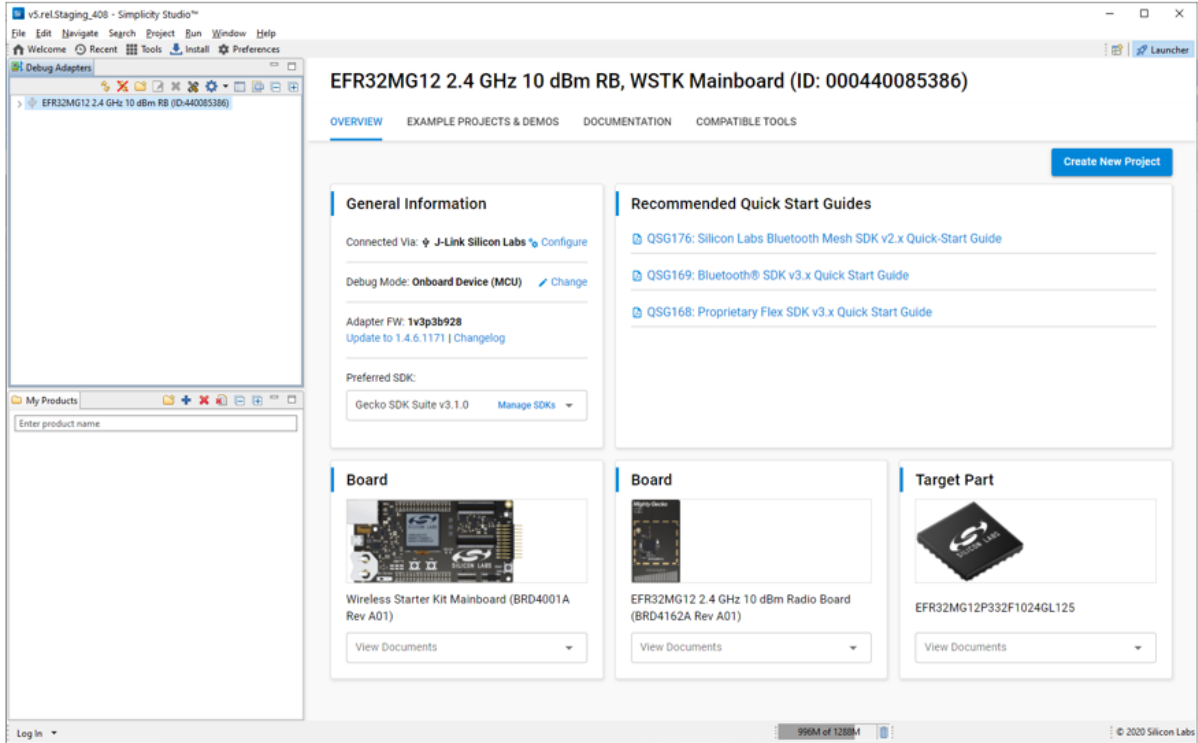 v5.rel.Staging_408 - Simplicity Studio™
File Edit Navigate Search Project Run Window Help
Welcome Recent Tools Install Preferences
Launcher
Debug Adapters
EFR32MG12 2.4 GHz 10 dBm RB (ID:440085386)
EFR32MG12 2.4 GHz 10 dBm RB, WSTK Mainboard (ID: 000440085386)
OVERVIEW EXAMPLE PROJECTS & DEMOS DOCUMENTATION COMPATIBLE TOOLS
Create New Project
General Information
Connected Via: J-Link Silicon Labs Configure
Debug Mode: Onboard Device (MCU) Change
Adapter FW: 1v3p3b928
Update to 1.4.6.1171 | Changelog
Preferred SDK:
Gecko SDK Suite v3.1.0 Manage SDKs
Recommended Quick Start Guides
QSG176: Silicon Labs Bluetooth Mesh SDK v2.x Quick-Start Guide
QSG169: Bluetooth® SDK v3.x Quick Start Guide
QSG168: Proprietary Flex SDK v3.x Quick Start Guide
My Products
Enter product name
Board
SILICON LABS
SILICON LABS
Wireless Starter Kit Mainboard (BRD4001A
Rev A01)
View Documents
Board
Mighty Gecko
EFR32MG12 2.4 GHz 10 dBm Radio Board
(BRD4162A Rev A01)
View Documents
Target Part
SILICON LABS
EFR32MG12P332F1024GL125
View Documents
Log In
996M of 1288M
© 2020 Silicon Labs